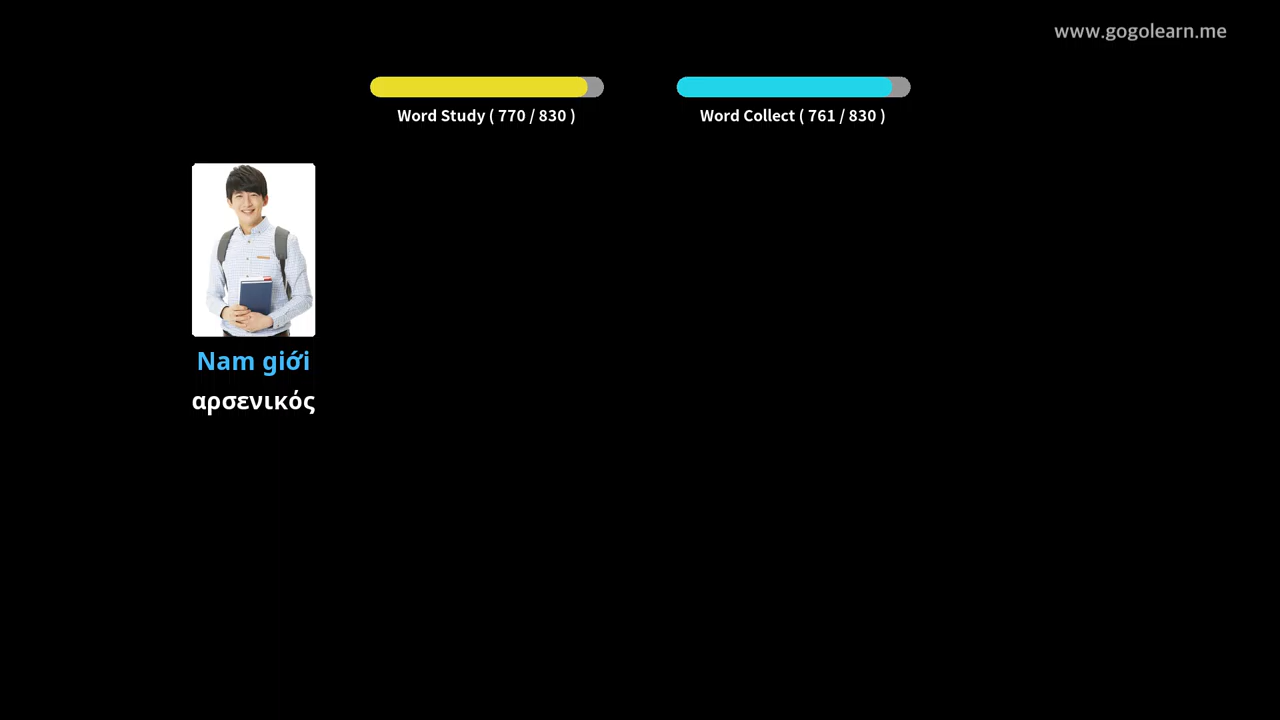 www.gogolearn.me
Word Study ( 770 / 830 )
Word Collect ( 761 / 830 )
Nam giới
αρσενικός